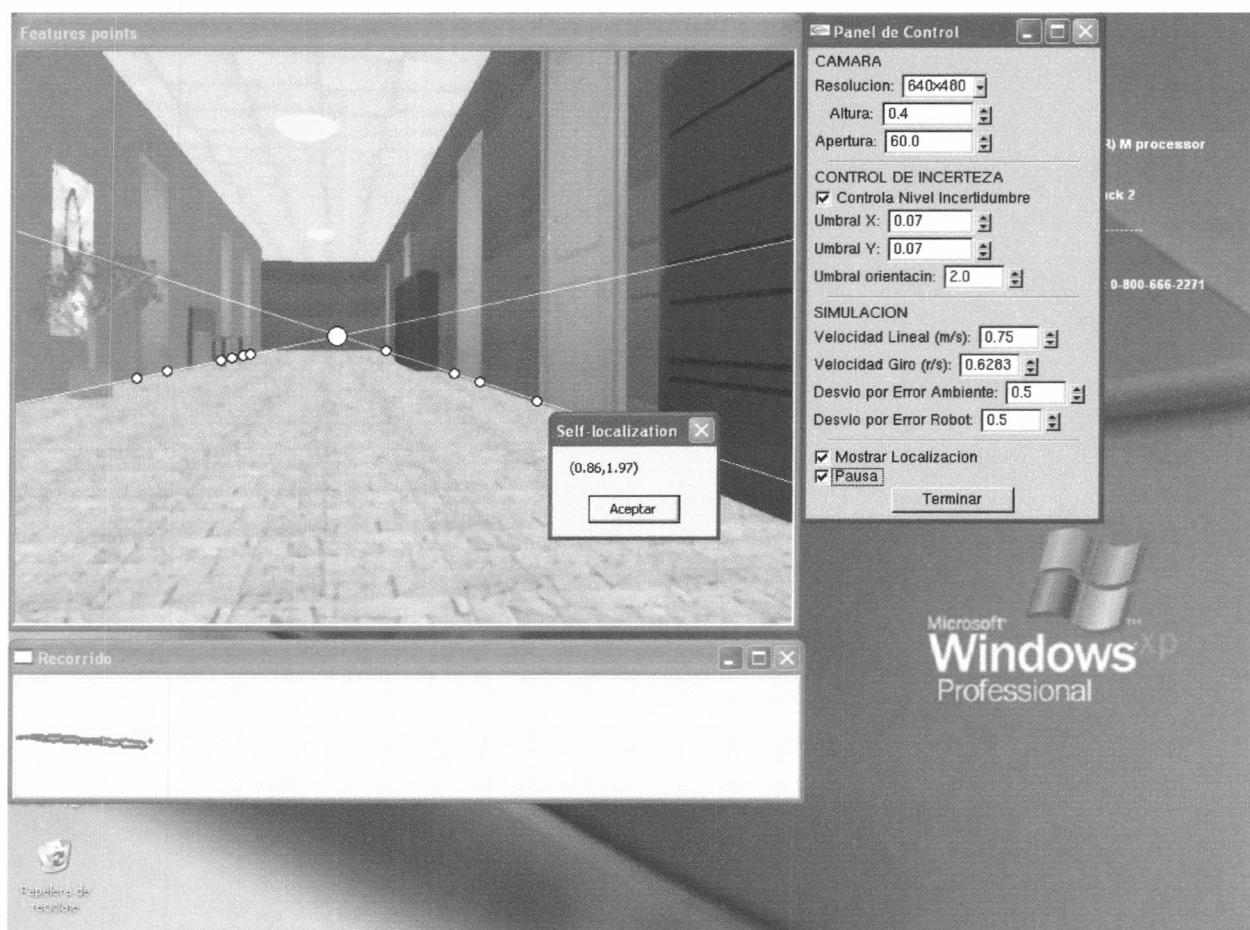 Features points
Panel de Control
CAMARA
Resolucion: 640x480
Altura: 0.4
Apertura: 60.0
CONTROL DE INCERTEZA
Controla Nivel Incertidumbre
Umbral X: 0.07
Umbral Y: 0.07
Umbral orientacin: 2.0
SIMULACION
Velocidad Lineal (m/s): 0.75
Velocidad Giro (r/s): 0.6283
Desvio por Error Ambiente: 0.5
Desvio por Error Robot: 0.5
Mostrar Localizacion
Pausa
Terminar
Self-localization
(0.86,1.97)
Aceptar
R) M processor
ack 2
: 0-800-666-2271
Recorrido
Microsoft
Windows xp
Professional
Papelera de
reciclaje